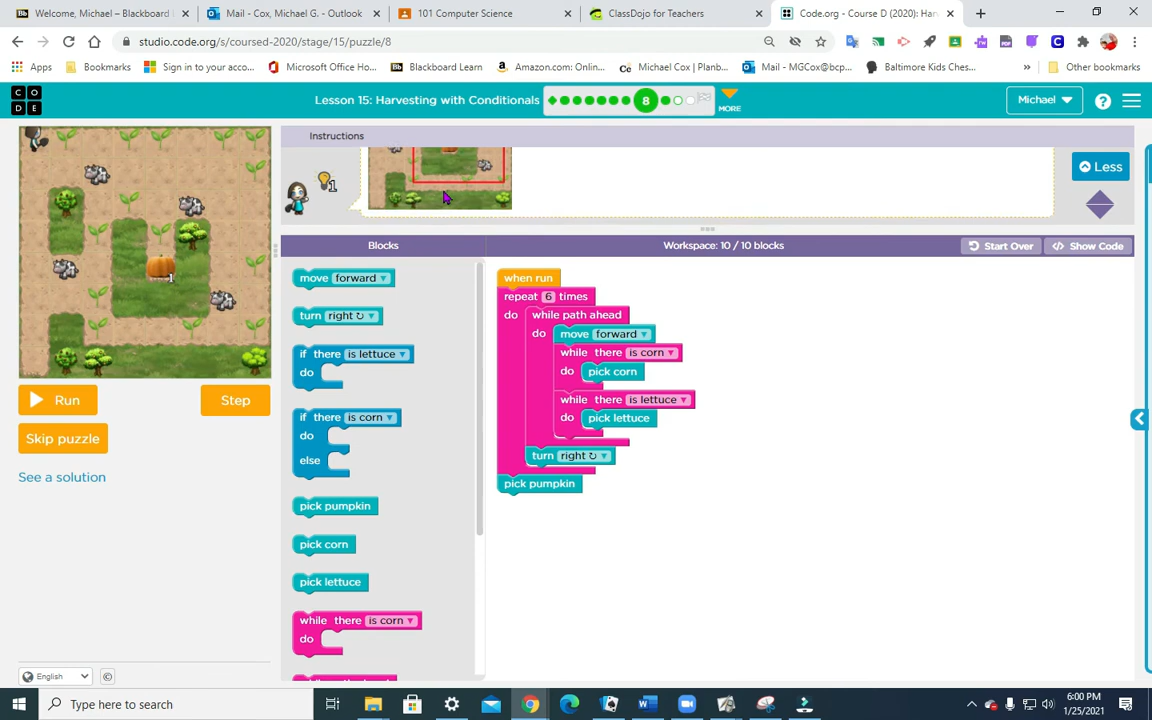 Welcome, Michael – Blackboard
Mail - Cox, Michael G. - Outlook
101 Computer Science
ClassDojo for Teachers
Code.org - Course D (2020): Har
studio.code.org/s/coursed-2020/stage/15/puzzle/8
Apps
Bookmarks
Sign in to your acco...
Microsoft Office Ho...
Blackboard Learn
Amazon.com: Onlin...
Michael Cox | Planb...
Mail - MGCox@bcp...
Baltimore Kids Ches...
»
Other bookmarks
C O
D E
Lesson 15: Harvesting with Conditionals
8
MORE
Michael
?
Instructions
1
Less
Blocks
Workspace: 10 / 10 blocks
Start Over
</> Show Code
1
Run
Step
Skip puzzle
See a solution
move forward
turn right ↻
if there is lettuce
do
if there is corn
do
else
pick pumpkin
pick corn
pick lettuce
while there is corn
do
when run
repeat 6 times
do while path ahead
do move forward
while there is corn
do pick corn
while there is lettuce
do pick lettuce
turn right ↻
pick pumpkin
English
©
Type here to search
6:00 PM
1/25/2021